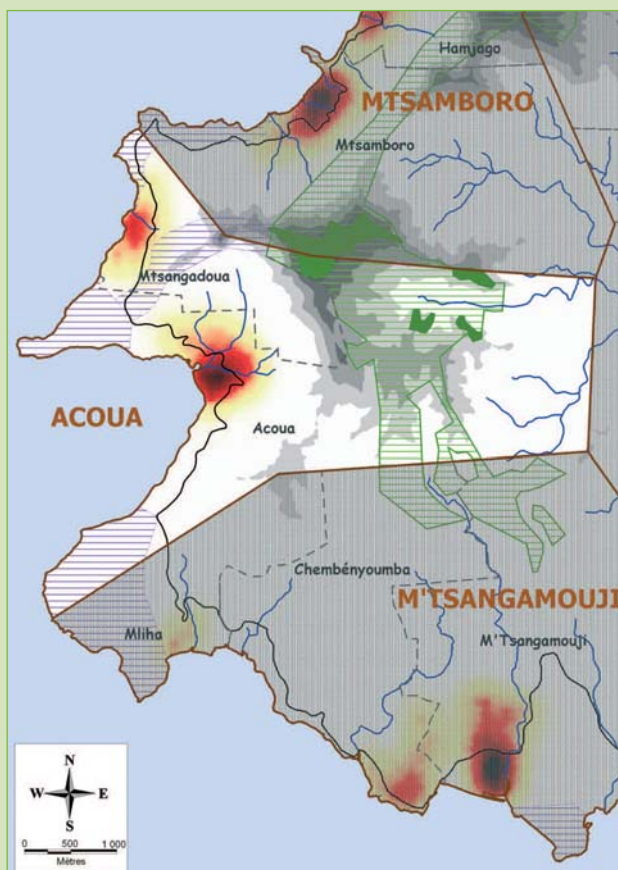 Hamjago
MTSAMBORO
Mtsamboro
Mtsangadoua
ACOUA
Acoua
Chembényoumba
M'TSANGAMOUJI
Mliha
M'Tsangamouji
N
W E
S
0 500 1 000
Mètres